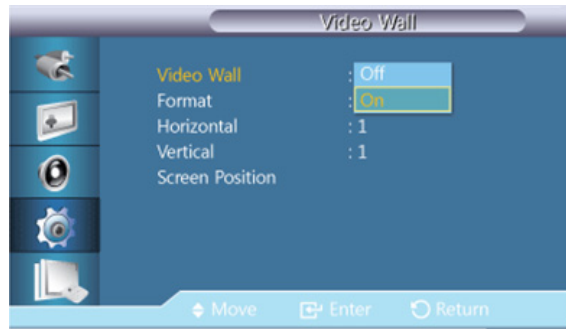 Video Wall
Video Wall : Off
Format : On
Horizontal : 1
Vertical : 1
Screen Position
Move Enter Return